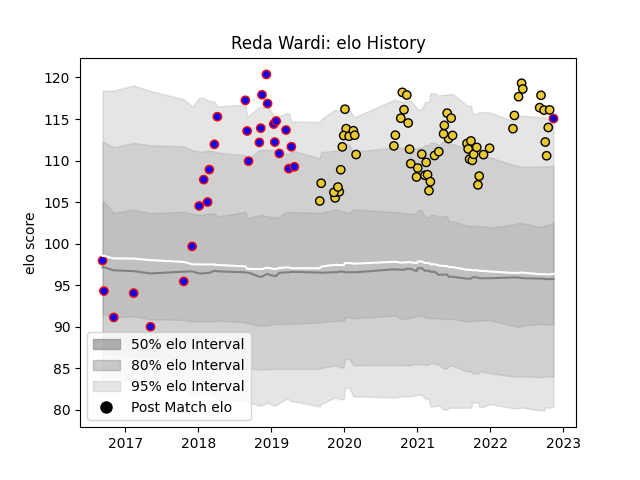 Reda Wardi: elo History
elo score
120
115
110
105
100
95
90
85
80
50% elo Interval
80% elo Interval
95% elo Interval
Post Match elo
2017 2018 2019 2020 2021 2022 2023